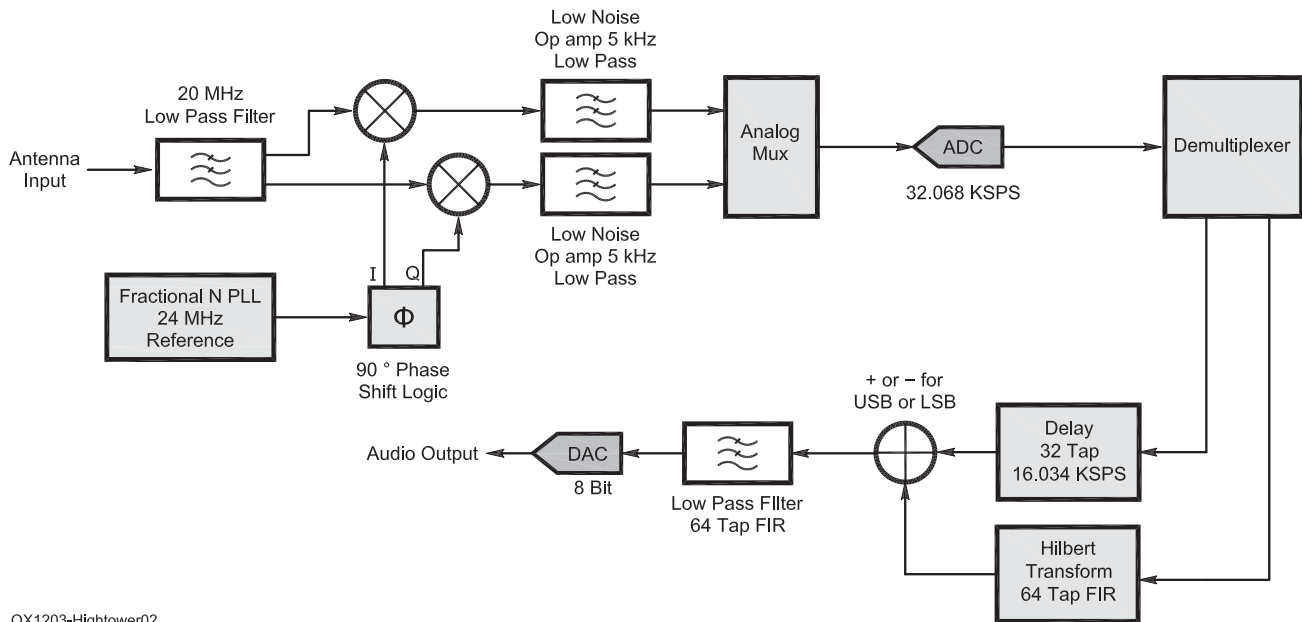 Low Noise
Op amp 5 kHz
Low Pass
20 MHz
Low Pass Filter
Antenna
Input
Analog
Mux
ADC
32.068 KSPS
Demultiplexer
Low Noise
Op amp 5 kHz
Low Pass
I
Q
Fractional N PLL
24 MHz
Reference
Φ
90 ° Phase
Shift Logic
+ or – for
USB or LSB
Delay
32 Tap
16.034 KSPS
Audio Output
DAC
8 Bit
Low Pass FIlter
64 Tap FIR
Hilbert
Transform
64 Tap FIR
QX1203-Hightower02